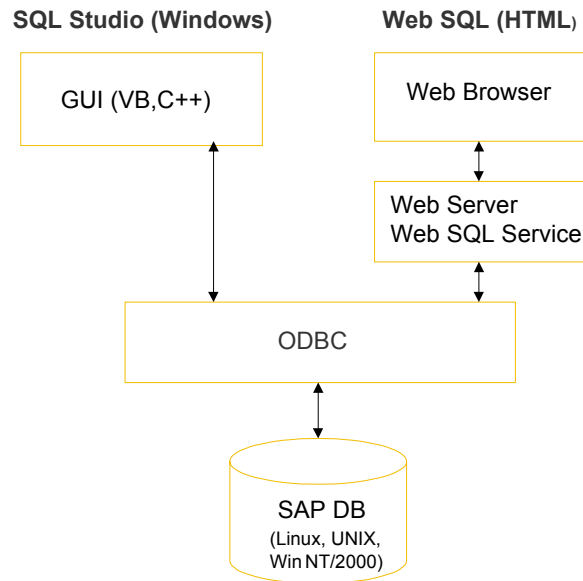 SQL Studio (Windows)
Web SQL (HTML)
GUI (VB,C++)
Web Browser
Web Server
Web SQL Service
ODBC
SAP DB
(Linux, UNIX,
Win NT/2000)